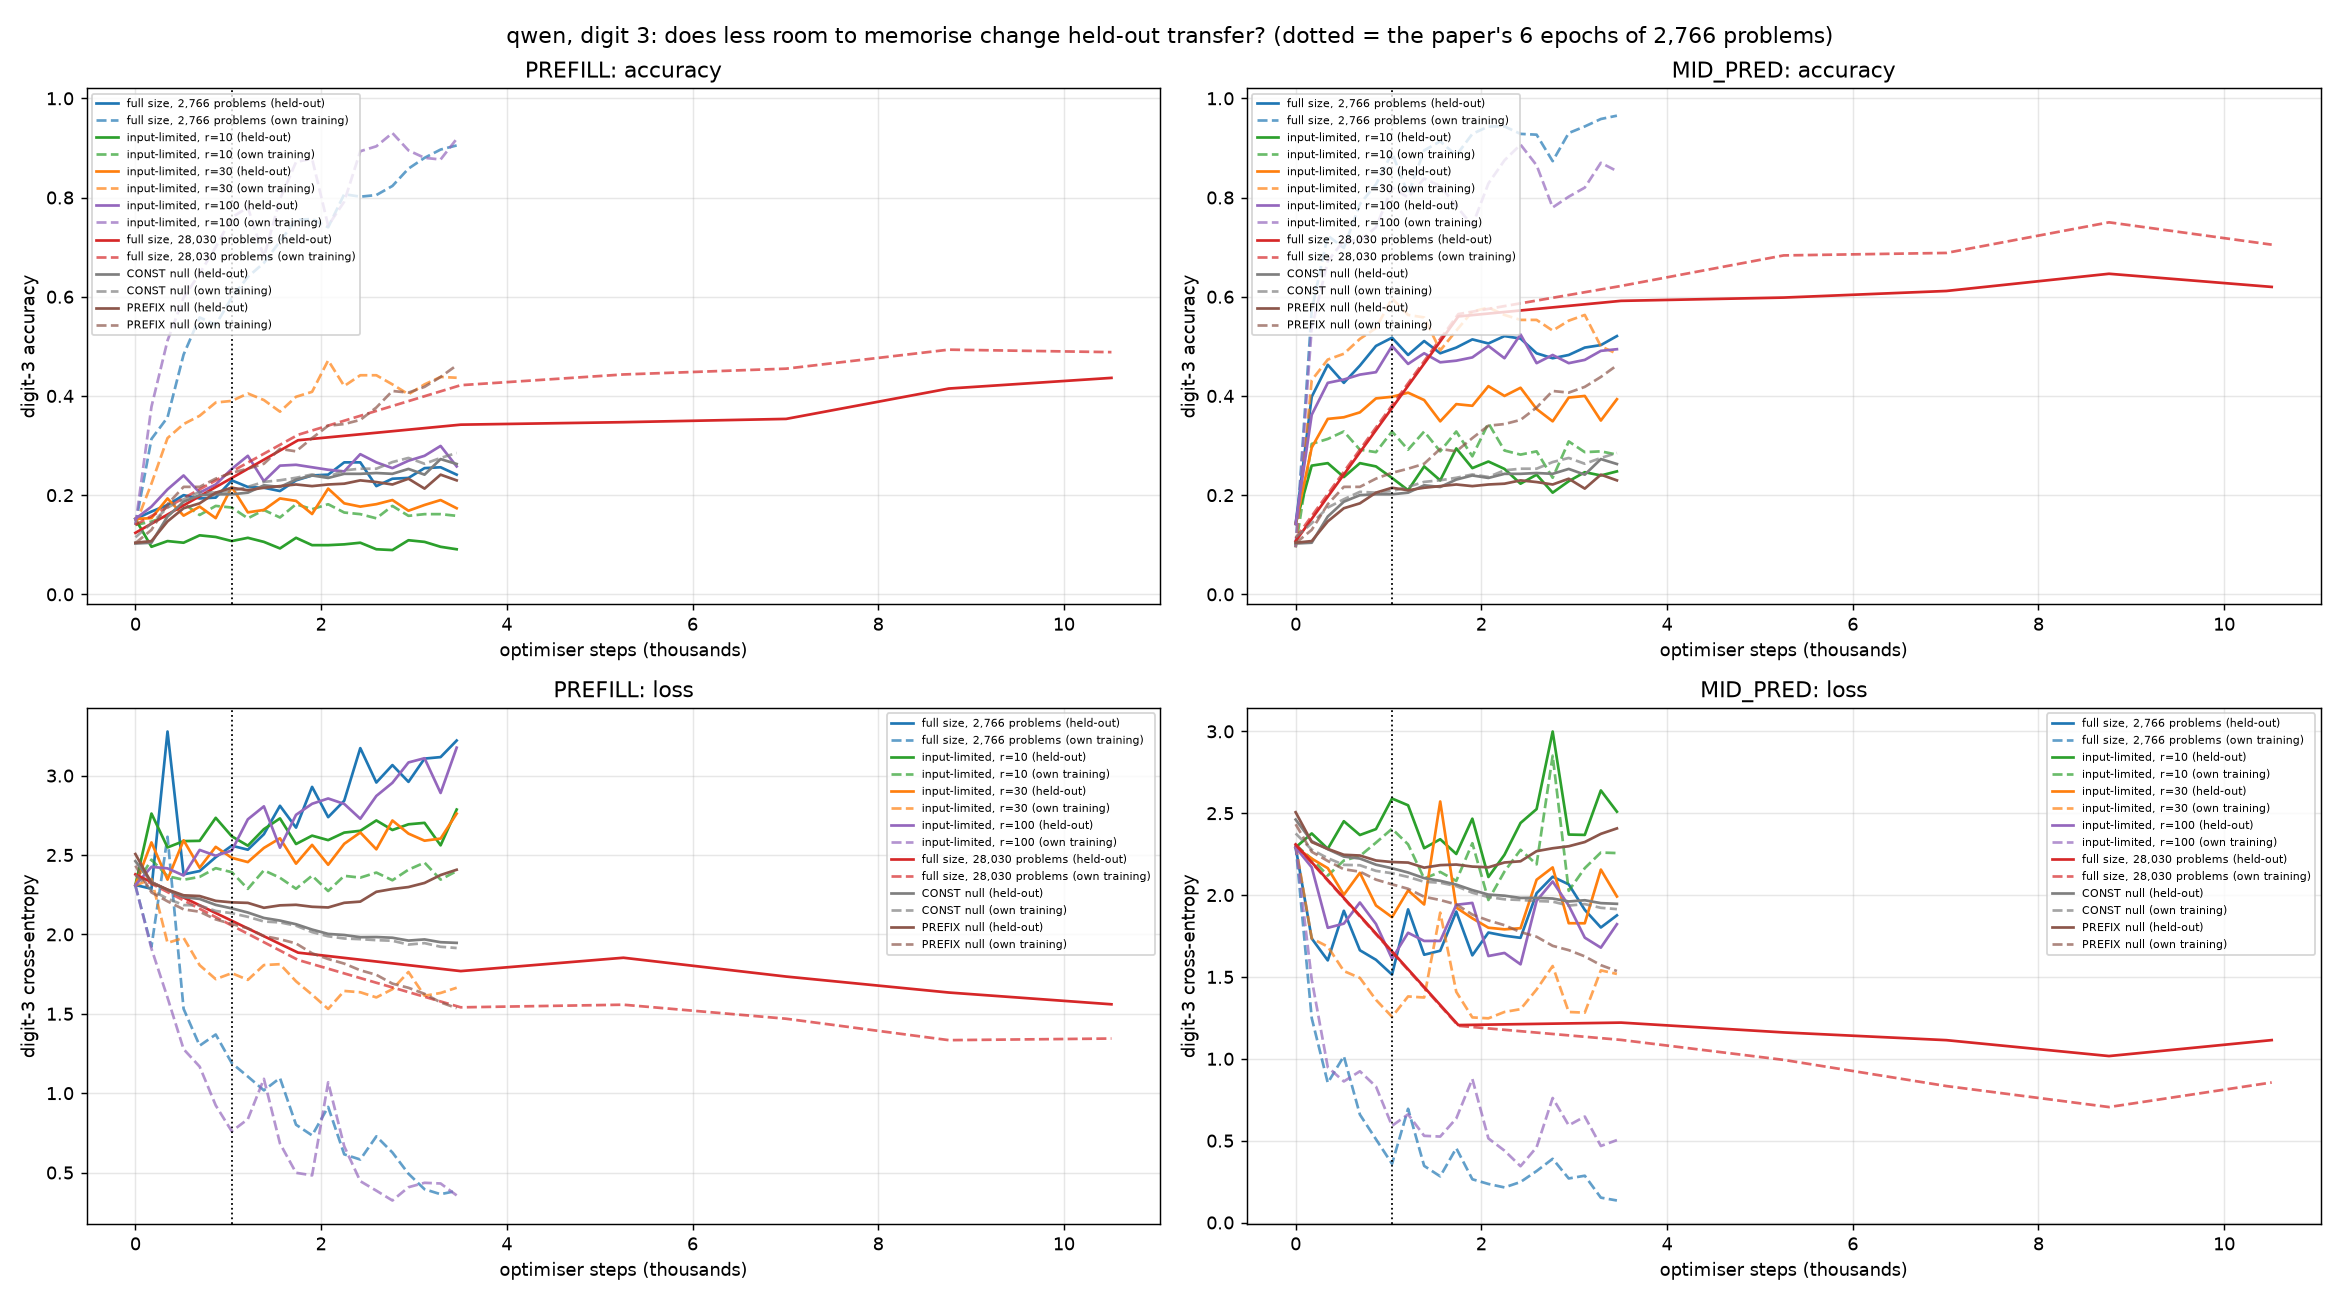 qwen, digit 3: does less room to memorise change held-out transfer? (dotted = the paper's 6 epochs of 2,766 problems)
PREFILL: accuracy
1.0
0.8
0.6
0.4
0.2
0.0
digit-3 accuracy
full size, 2,766 problems (held-out)
full size, 2,766 problems (own training)
input-limited, r=10 (held-out)
input-limited, r=10 (own training)
input-limited, r=30 (held-out)
input-limited, r=30 (own training)
input-limited, r=100 (held-out)
input-limited, r=100 (own training)
full size, 28,030 problems (held-out)
full size, 28,030 problems (own training)
CONST null (held-out)
CONST null (own training)
PREFIX null (held-out)
PREFIX null (own training)
0 2 4 6 8 10
optimiser steps (thousands)
MID_PRED: accuracy
1.0
0.8
0.6
0.4
0.2
0.0
digit-3 accuracy
full size, 2,766 problems (held-out)
full size, 2,766 problems (own training)
input-limited, r=10 (held-out)
input-limited, r=10 (own training)
input-limited, r=30 (held-out)
input-limited, r=30 (own training)
input-limited, r=100 (held-out)
input-limited, r=100 (own training)
full size, 28,030 problems (held-out)
full size, 28,030 problems (own training)
CONST null (held-out)
CONST null (own training)
PREFIX null (held-out)
PREFIX null (own training)
0 2 4 6 8 10
optimiser steps (thousands)
PREFILL: loss
3.0
2.5
2.0
1.5
1.0
0.5
digit-3 cross-entropy
full size, 2,766 problems (held-out)
full size, 2,766 problems (own training)
input-limited, r=10 (held-out)
input-limited, r=10 (own training)
input-limited, r=30 (held-out)
input-limited, r=30 (own training)
input-limited, r=100 (held-out)
input-limited, r=100 (own training)
full size, 28,030 problems (held-out)
full size, 28,030 problems (own training)
CONST null (held-out)
CONST null (own training)
PREFIX null (held-out)
PREFIX null (own training)
0 2 4 6 8 10
optimiser steps (thousands)
MID_PRED: loss
3.0
2.5
2.0
1.5
1.0
0.5
0.0
digit-3 cross-entropy
full size, 2,766 problems (held-out)
full size, 2,766 problems (own training)
input-limited, r=10 (held-out)
input-limited, r=10 (own training)
input-limited, r=30 (held-out)
input-limited, r=30 (own training)
input-limited, r=100 (held-out)
input-limited, r=100 (own training)
full size, 28,030 problems (held-out)
full size, 28,030 problems (own training)
CONST null (held-out)
CONST null (own training)
PREFIX null (held-out)
PREFIX null (own training)
0 2 4 6 8 10
optimiser steps (thousands)